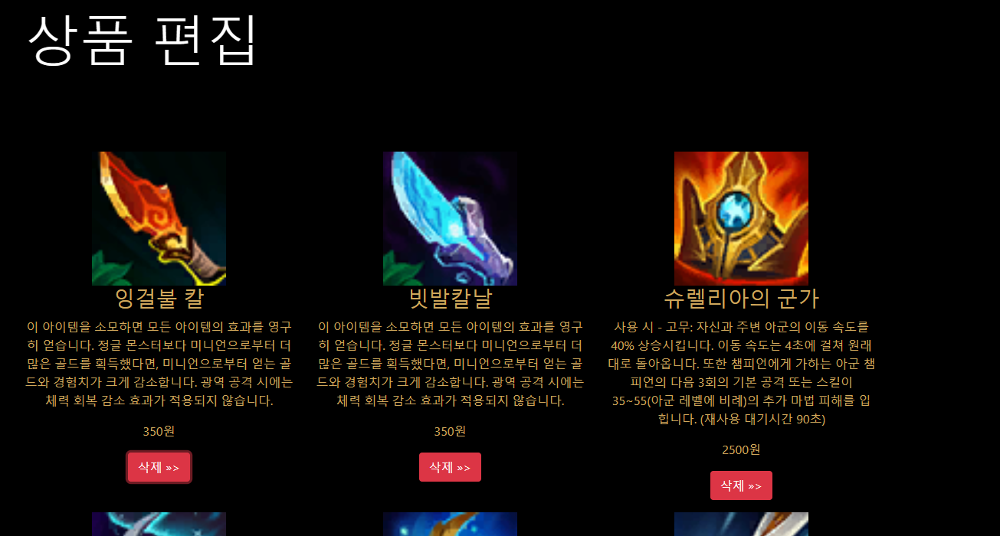 상품 편집
잉걸불 칼
이 아이템을 소모하면 모든 아이템의 효과를 영구
히 얻습니다. 정글 몬스터보다 미니언으로부터 더
많은 골드를 획득했다면, 미니언으로부터 얻는 골
드와 경험치가 크게 감소합니다. 광역 공격 시에는
체력 회복 감소 효과가 적용되지 않습니다.
350원
삭제 »>
빗발칼날
이 아이템을 소모하면 모든 아이템의 효과를 영구
히 얻습니다. 정글 몬스터보다 미니언으로부터 더
많은 골드를 획득했다면, 미니언으로부터 얻는 골
드와 경험치가 크게 감소합니다. 광역 공격 시에는
체력 회복 감소 효과가 적용되지 않습니다.
350원
삭제 »>
슈렐리아의 군가
사용 시 - 고무: 자신과 주변 아군의 이동 속도를
40% 상승시킵니다. 이동 속도는 4초에 걸쳐 원래
대로 돌아옵니다. 또한 챔피언에게 가하는 아군 챔
피언의 다음 3회의 기본 공격 또는 스킬이
35~55(아군 레벨에 비례)의 추가 마법 피해를 입
힙니다. (재사용 대기시간 90초)
2500원
삭제 »>